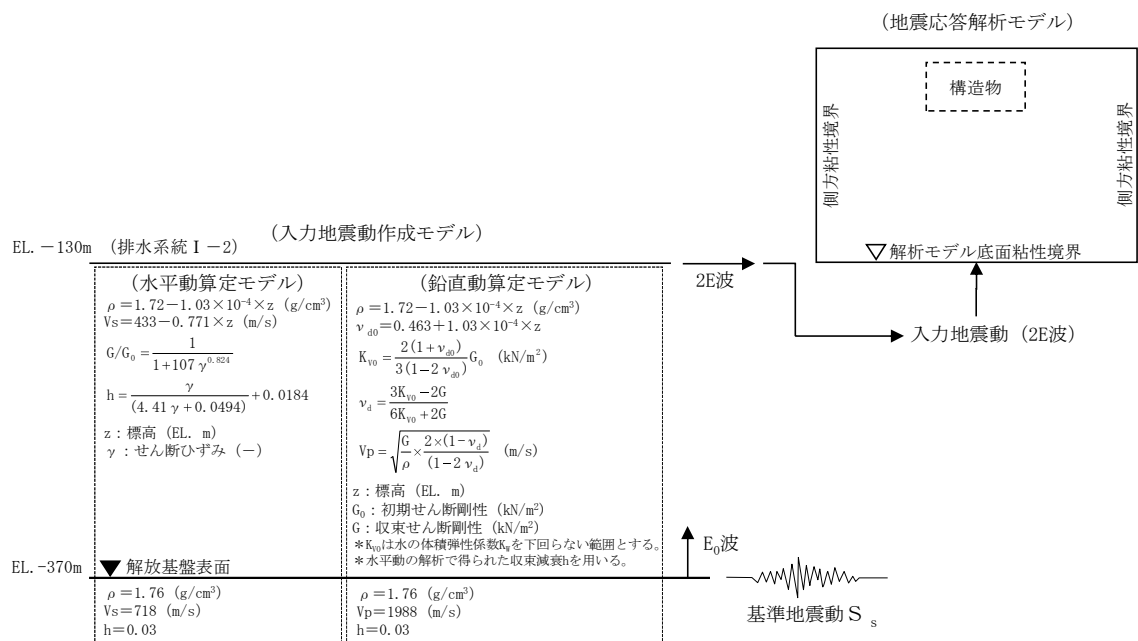 （地震応答解析モデル）
構造物
側方粘性境界
側方粘性境界
▽解析モデル底面粘性境界
入力地震動（2E波）
（入力地震動作成モデル）
EL.－130m （排水系統Ⅰ－2）
2E波
（水平動算定モデル）
ρ＝1.72－1.03×10⁻⁴×z (g/cm³)
Vs＝433－0.771×z (m/s)
G/G₀ = 1 / (1+107 γ^0.824)
h = γ / (4.41 γ + 0.0494) + 0.0184
z：標高（EL. m）
γ：せん断ひずみ（－）
（鉛直動算定モデル）
ρ＝1.72－1.03×10⁻⁴×z (g/cm³)
ν_d0＝0.463＋1.03×10⁻⁴×z
K_V0 = 2(1+ν_d0) / 3(1－2ν_d0) G₀ (kN/m²)
ν_d = (3K_V0－2G) / (6K_V0＋2G)
Vp = √(G/ρ × 2×(1－ν_d) / (1－2ν_d)) (m/s)
z：標高（EL. m）
G₀：初期せん断剛性 (kN/m²)
G：収束せん断剛性 (kN/m²)
＊K_V0は水の体積弾性係数K_Wを下回らない範囲とする。
＊水平動の解析で得られた収束減衰hを用いる。
E₀波
EL.-370m ▼解放基盤表面
ρ＝1.76 (g/cm³)
Vs＝718 (m/s)
h＝0.03
ρ＝1.76 (g/cm³)
Vp＝1988 (m/s)
h＝0.03
基準地震動Ｓs